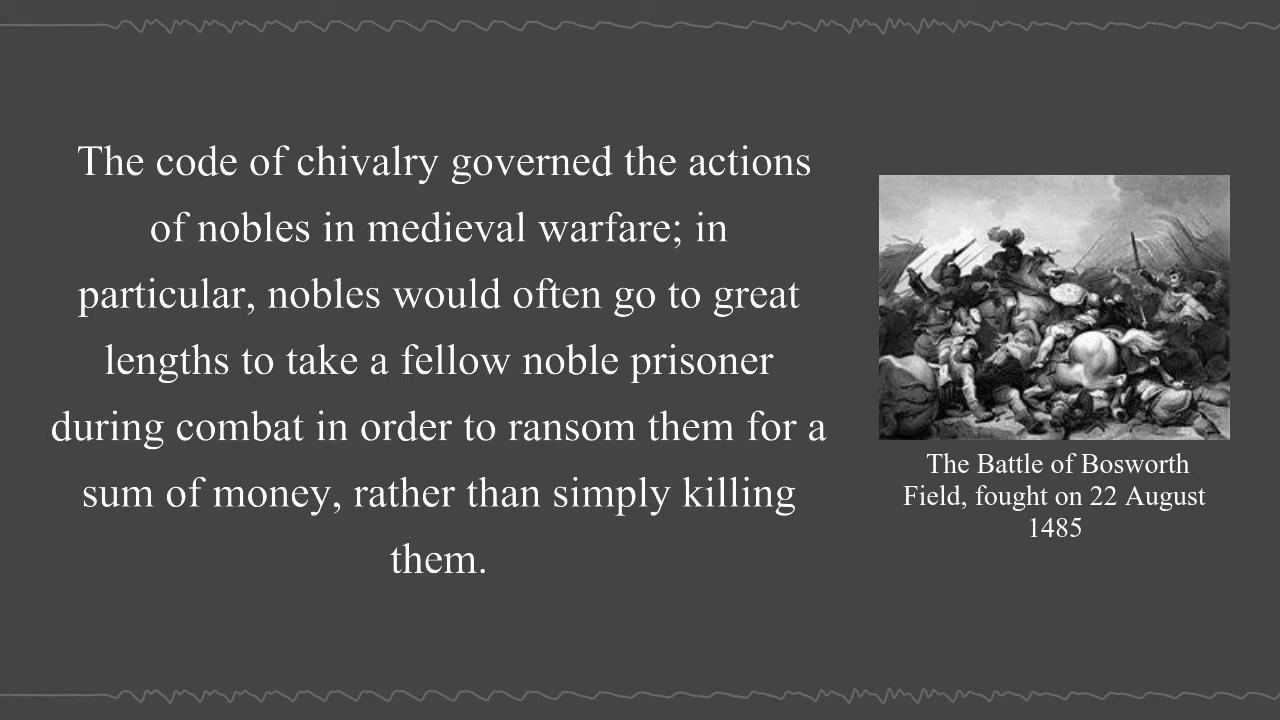 The code of chivalry governed the actions
of nobles in medieval warfare; in
particular, nobles would often go to great
lengths to take a fellow noble prisoner
during combat in order to ransom them for a
sum of money, rather than simply killing
them.
The Battle of Bosworth
Field, fought on 22 August
1485